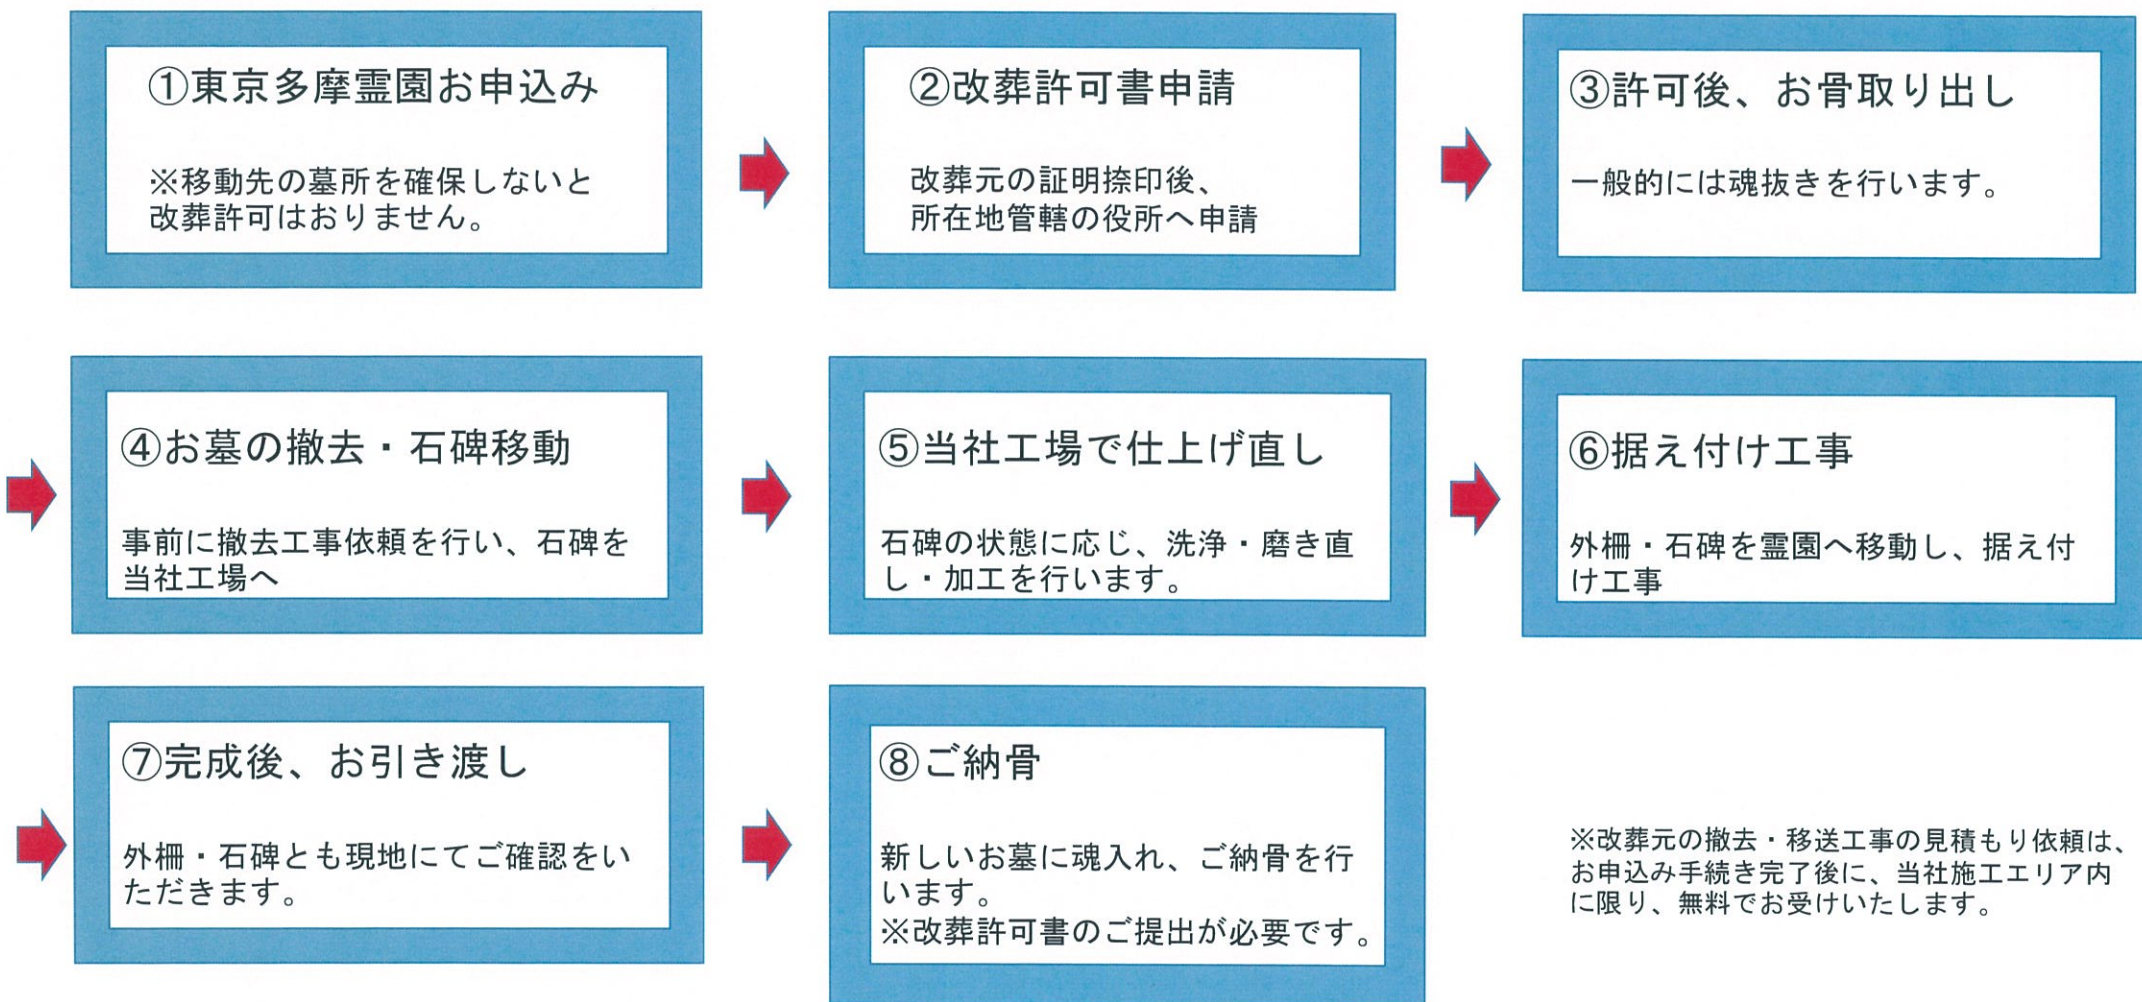 ①東京多摩霊園お申込み
※移動先の墓所を確保しないと
改葬許可はおりません。
②改葬許可書申請
改葬元の証明捺印後、
所在地管轄の役所へ申請
③許可後、お骨取り出し
一般的には魂抜きを行います。
④お墓の撤去・石碑移動
事前に撤去工事依頼を行い、石碑を
当社工場へ
⑤当社工場で仕上げ直し
石碑の状態に応じ、洗浄・磨き直
し・加工を行います。
⑥据え付け工事
外柵・石碑を霊園へ移動し、据え付
け工事
⑦完成後、お引き渡し
外柵・石碑とも現地にてご確認をい
ただきます。
⑧ご納骨
新しいお墓に魂入れ、ご納骨を行
います。
※改葬許可書のご提出が必要です。
※改葬元の撤去・移送工事の見積もり依頼は、
お申込み手続き完了後に、当社施工エリア内
に限り、無料でお受けいたします。